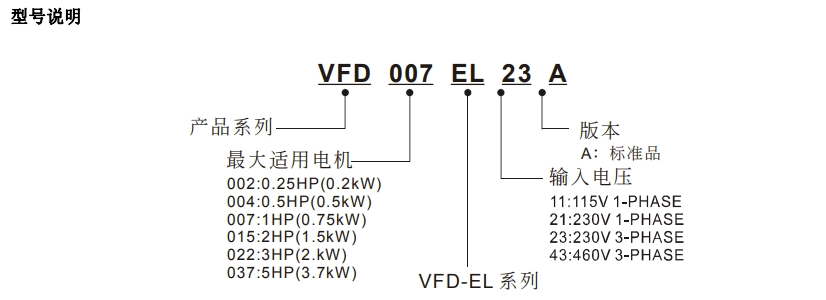 型号说明
VFD 007 EL 23 A
产品系列
版本
A：标准品
最大适用电机
002:0.25HP(0.2kW)
004:0.5HP(0.5kW)
007:1HP(0.75kW)
015:2HP(1.5kW)
022:3HP(2.kW)
037:5HP(3.7kW)
输入电压
11:115V 1-PHASE
21:230V 1-PHASE
23:230V 3-PHASE
43:460V 3-PHASE
VFD-EL 系列